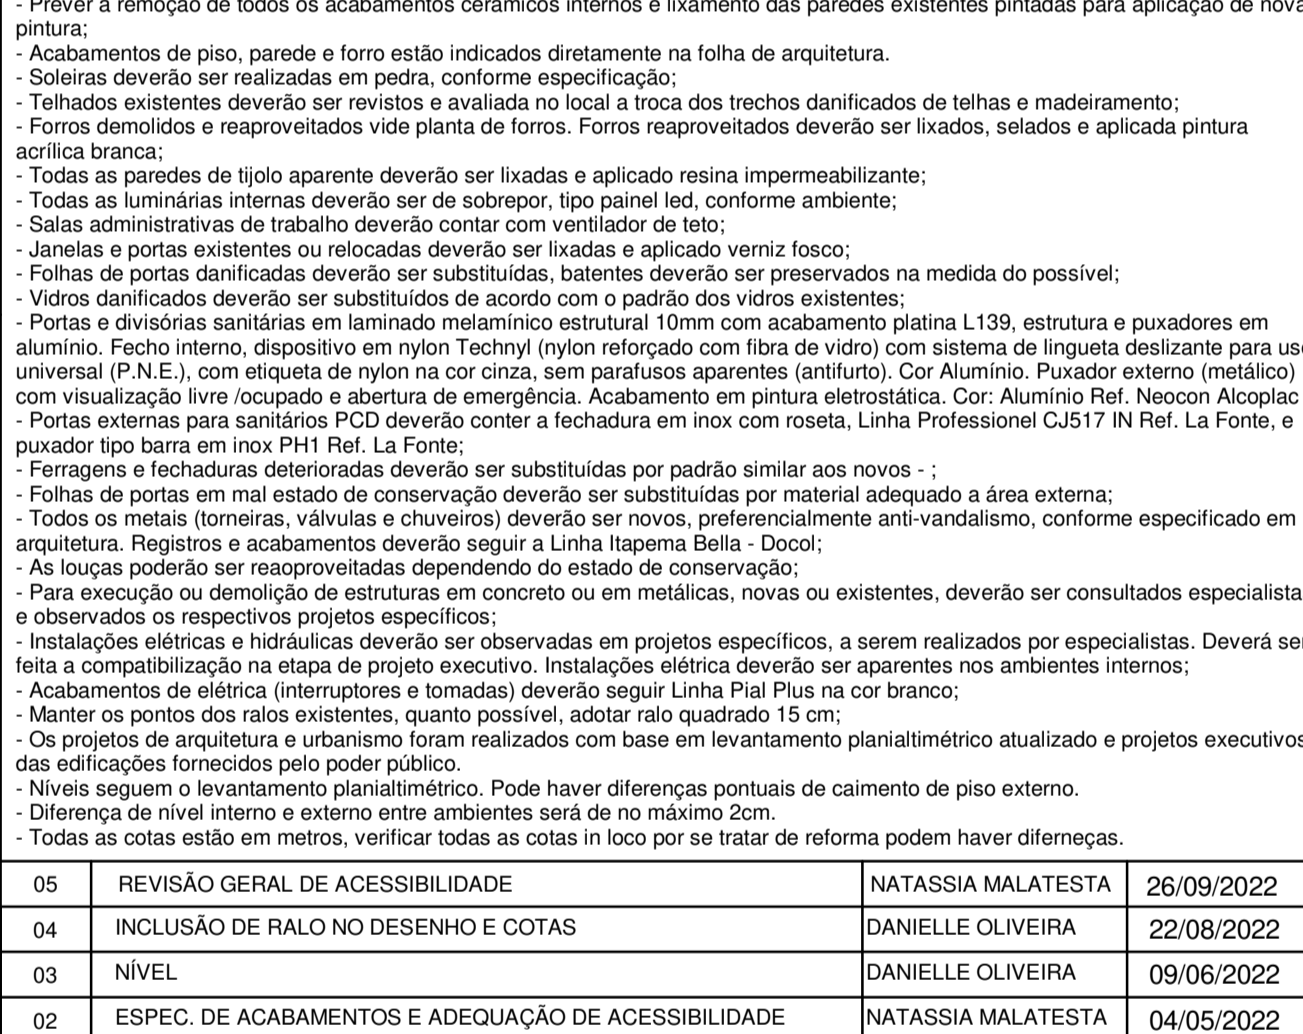 - Prever a remoção de todos os acabamentos cerâmicos internos e lixamento das paredes existentes pintadas para aplicação de nova
pintura;
- Acabamentos de piso, parede e forro estão indicados diretamente na folha de arquitetura.
- Soleiras deverão ser realizadas em pedra, conforme especificação;
- Telhados existentes deverão ser revistos e avaliada no local a troca dos trechos danificados de telhas e madeiramento;
- Forros demolidos e reaproveitados vide planta de forros. Forros reaproveitados deverão ser lixados, selados e aplicada pintura
acrílica branca;
- Todas as paredes de tijolo aparente deverão ser lixadas e aplicado resina impermeabilizante;
- Todas as luminárias internas deverão ser de sobrepor, tipo painel led, conforme ambiente;
- Salas administrativas de trabalho deverão contar com ventilador de teto;
- Janelas e portas existentes ou relocadas deverão ser lixadas e aplicado verniz fosco;
- Folhas de portas danificadas deverão ser substituídas, batentes deverão ser preservados na medida do possível;
- Vidros danificados deverão ser substituídos de acordo com o padrão dos vidros existentes;
- Portas e divisórias sanitárias em laminado melamínico estrutural 10mm com acabamento platina L139, estrutura e puxadores em
alumínio. Fecho interno, dispositivo em nylon Technyl (nylon reforçado com fibra de vidro) com sistema de lingueta deslizante para us
universal (P.N.E.), com etiqueta de nylon na cor cinza, sem parafusos aparentes (antifurto). Cor Alumínio. Puxador externo (metálico)
com visualização livre /ocupado e abertura de emergência. Acabamento em pintura eletrostática. Cor: Alumínio Ref. Neocon Alcoplac
- Portas externas para sanitários PCD deverão conter a fechadura em inox com roseta, Linha Professionel CJ517 IN Ref. La Fonte, e
puxador tipo barra em inox PH1 Ref. La Fonte;
- Ferragens e fechaduras deterioradas deverão ser substituídas por padrão similar aos novos - ;
- Folhas de portas em mal estado de conservação deverão ser substituídas por material adequado a área externa;
- Todos os metais (torneiras, válvulas e chuveiros) deverão ser novos, preferencialmente anti-vandalismo, conforme especificado em
arquitetura. Registros e acabamentos deverão seguir a Linha Itapema Bella - Docol;
- As louças poderão ser reaoproveitadas dependendo do estado de conservação;
- Para execução ou demolição de estruturas em concreto ou em metálicas, novas ou existentes, deverão ser consultados especialista
e observados os respectivos projetos específicos;
- Instalações elétricas e hidráulicas deverão ser observadas em projetos específicos, a serem realizados por especialistas. Deverá ser
feita a compatibilização na etapa de projeto executivo. Instalações elétrica deverão ser aparentes nos ambientes internos;
- Acabamentos de elétrica (interruptores e tomadas) deverão seguir Linha Pial Plus na cor branco;
- Manter os pontos dos ralos existentes, quanto possível, adotar ralo quadrado 15 cm;
- Os projetos de arquitetura e urbanismo foram realizados com base em levantamento planialtimétrico atualizado e projetos executivos
das edificações fornecidos pelo poder público.
- Níveis seguem o levantamento planialtimétrico. Pode haver diferenças pontuais de caimento de piso externo.
- Diferença de nível interno e externo entre ambientes será de no máximo 2cm.
- Todas as cotas estão em metros, verificar todas as cotas in loco por se tratar de reforma podem haver diferneças.
05 REVISÃO GERAL DE ACESSIBILIDADE NATASSIA MALATESTA 26/09/2022
04 INCLUSÃO DE RALO NO DESENHO E COTAS DANIELLE OLIVEIRA 22/08/2022
03 NÍVEL DANIELLE OLIVEIRA 09/06/2022
02 ESPEC. DE ACABAMENTOS E ADEQUAÇÃO DE ACESSIBILIDADE NATASSIA MALATESTA 04/05/2022